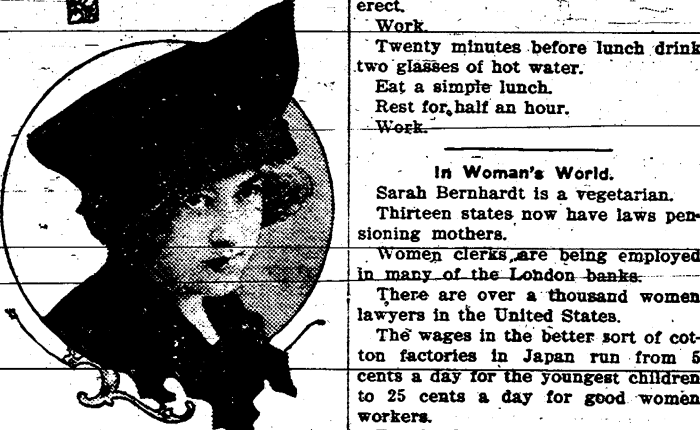 erect.
Work.
Twenty minutes before lunch drink
two glasses of hot water.
Eat a simple lunch.
Rest for half an hour.
Work.
In Woman's World.
Sarah Bernhardt is a vegetarian.
Thirteen states now have laws pen-
sioning mothers.
Women clerks are being employed
in many of the London banks.
There are over a thousand women
lawyers in the United States.
The wages in the better sort of cot-
ton factories in Japan run from 5
cents a day for the youngest children
to 25 cents a day for good women
workers.